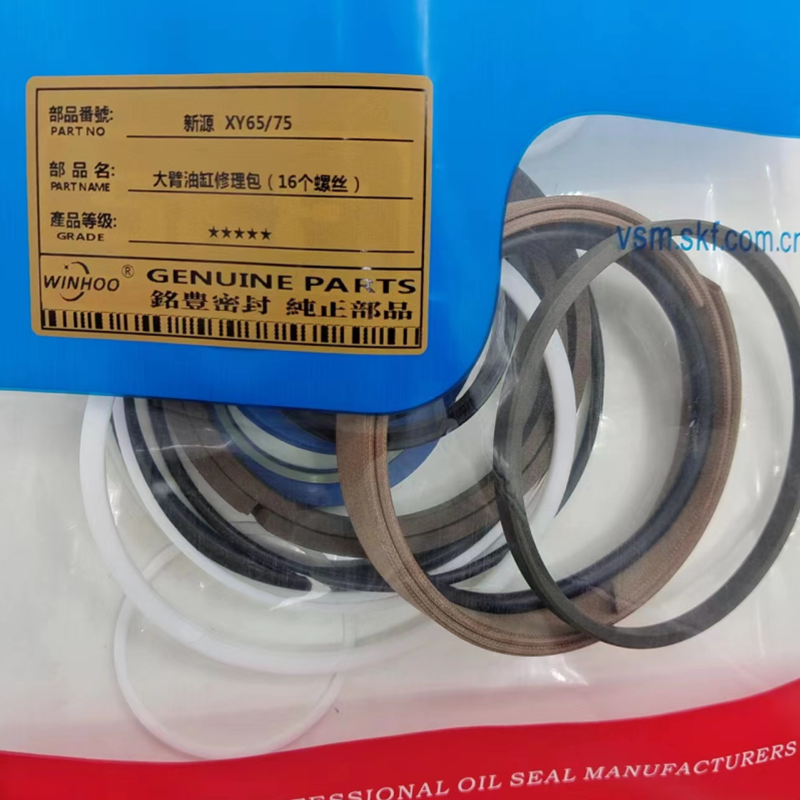 部品番號:
PART NO
新源 XY65/75
部品名:
PART NAME
大臂油缸修理包（16个螺丝）
產品等级:
GRADE
★★★★★
WINHOO® GENUINE PARTS
銘豐密封 純正部品
vsm.skf.com.cn
OIL SEAL MANUFACTURERS